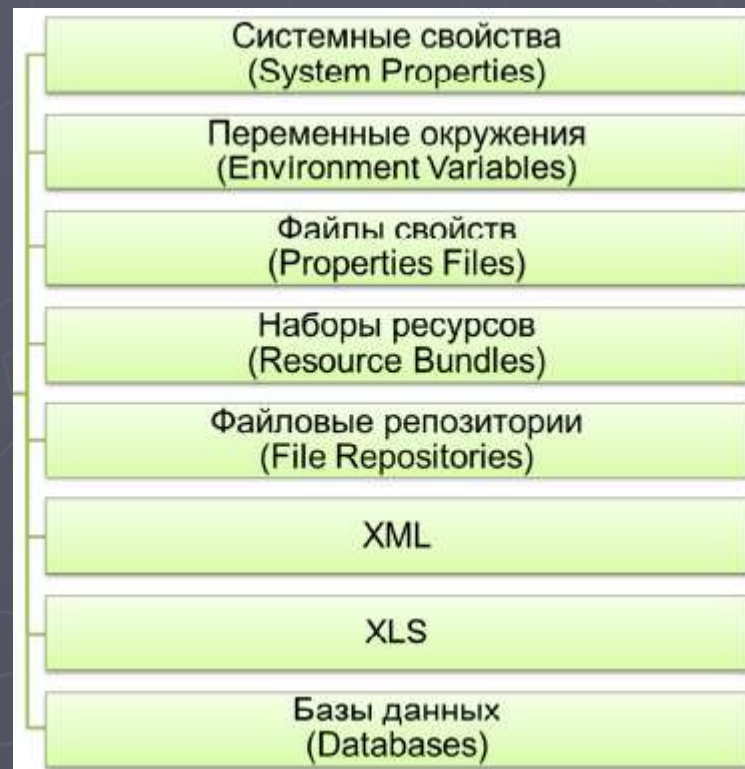 Системные свойства
(System Properties)
Переменные окружения
(Environment Variables)
Файлы свойств
(Properties Files)
Наборы ресурсов
(Resource Bundles)
Файловые репозитории
(File Repositories)
XML
XLS
Базы данных
(Databases)